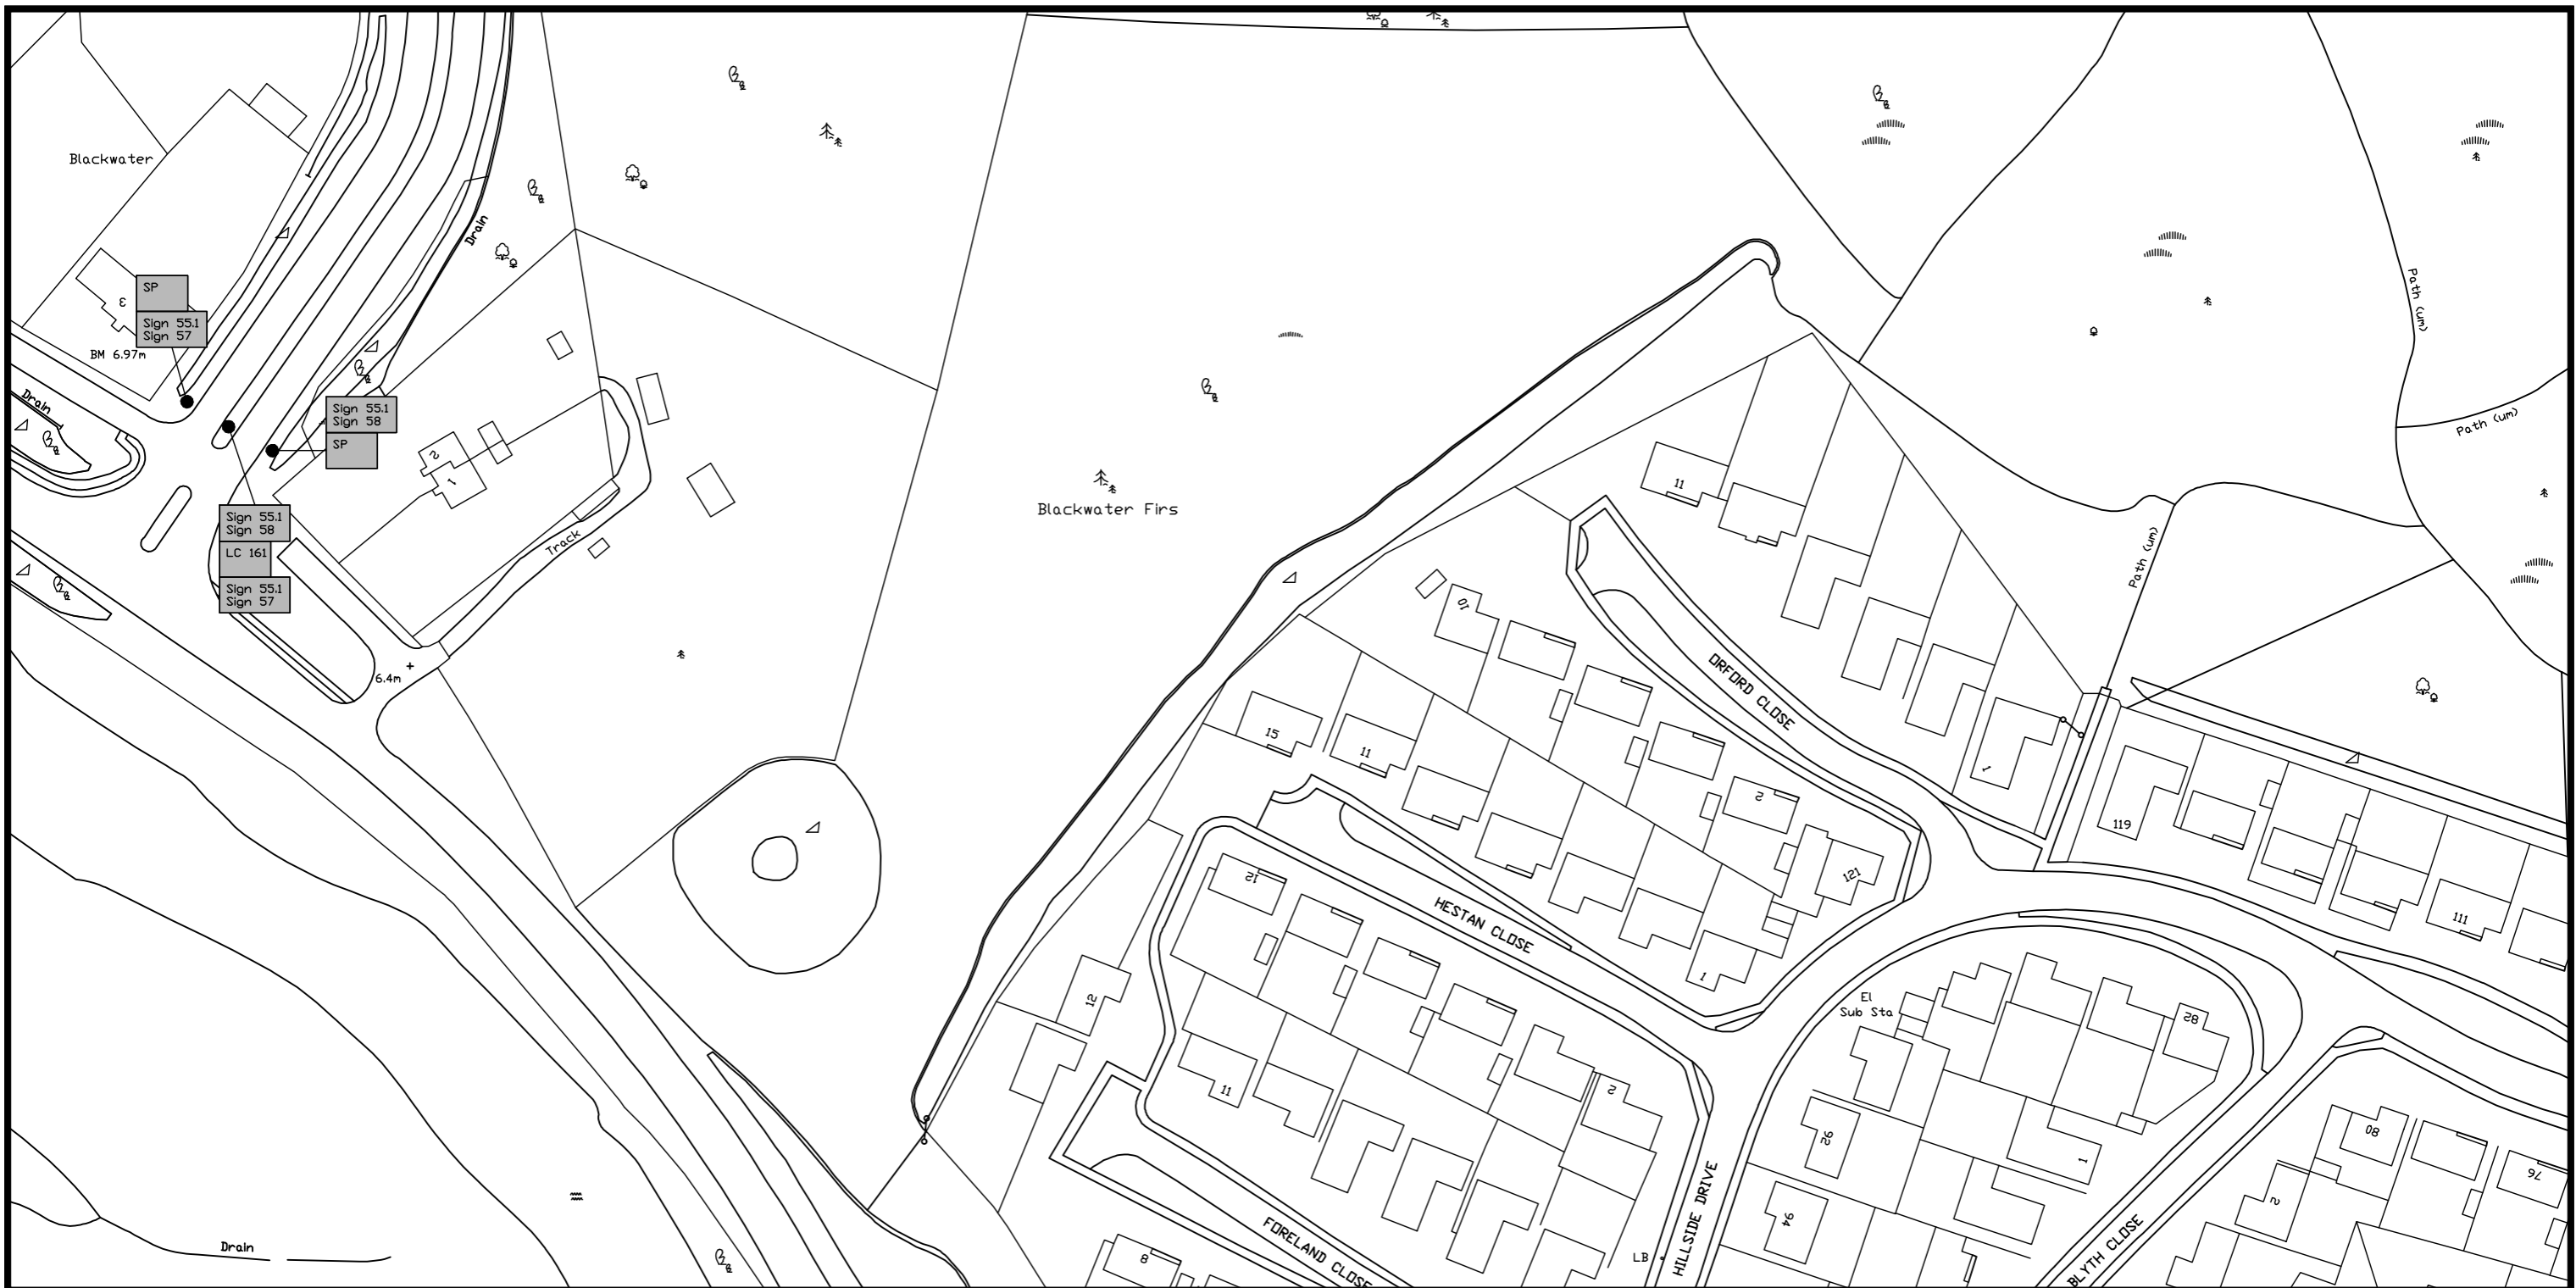 Blackwater
Drain
SP
3
Sign 55.1
Sign 57
BM 6.97m
Drain
Sign 55.1
Sign 58
SP
2
1
Sign 55.1
Sign 58
LC 161
Sign 55.1
Sign 57
Track
6.4m
Blackwater Firs
Path (um)
Path (um)
Path (um)
11
10
ORFORD CLOSE
15
11
1
2
119
121
111
12
HESTAN CLOSE
1
12
El
Sub Sta
82
11
2
92
1
80
76
2
94
8
FORELAND CLOSE
LB
HILLSIDE DRIVE
BLYTH CLOSE
Drain